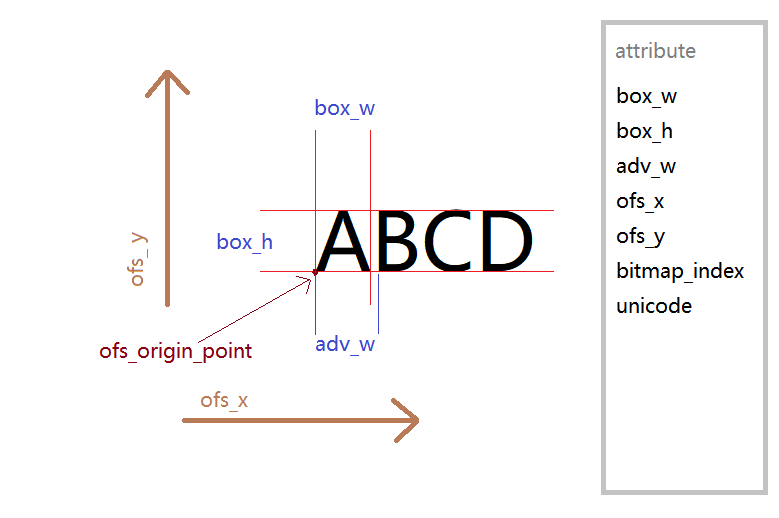 box_w
box_h
ABCD
ofs_y
ofs_origin_point
adv_w
ofs_x
attribute
box_w
box_h
adv_w
ofs_x
ofs_y
bitmap_index
unicode